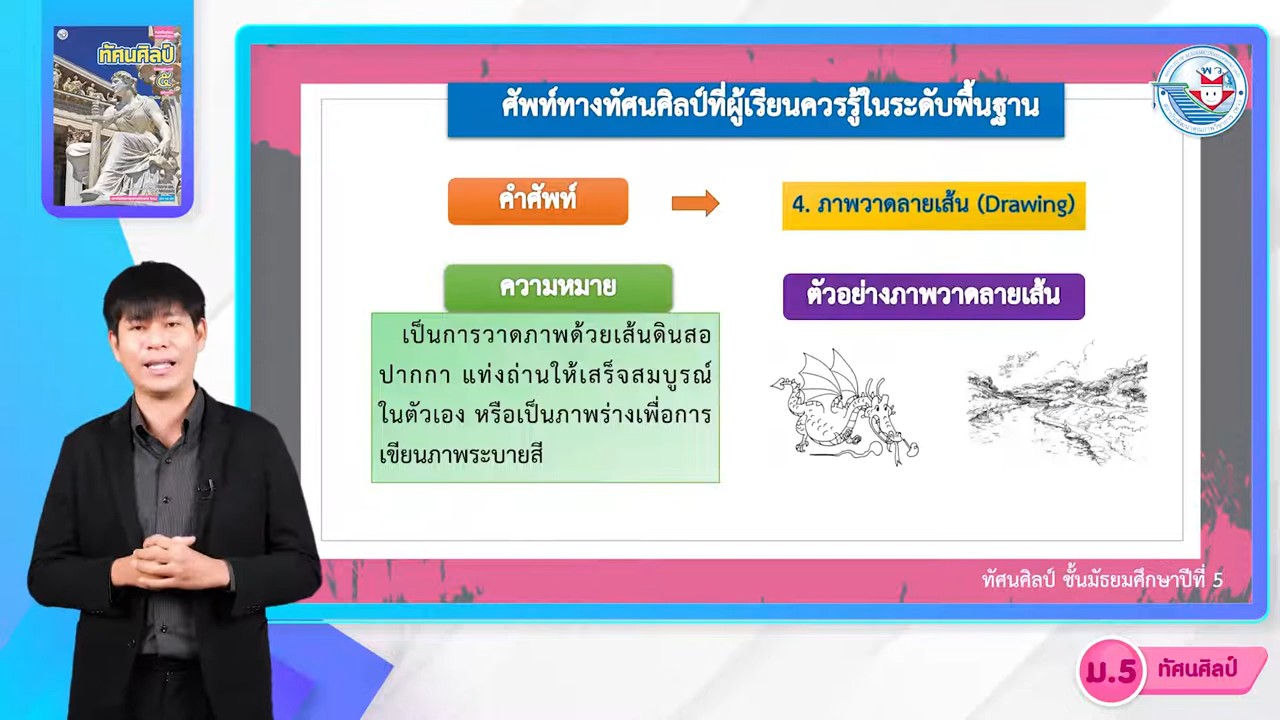 ทัศนศิลป์
๕
พว
ศัพท์ทางทัศนศิลป์ที่ผู้เรียนควรรู้ในระดับพื้นฐาน
คำศัพท์
4. ภาพวาดลายเส้น (Drawing)
ความหมาย
เป็นการวาดภาพด้วยเส้นดินสอ
ปากกา แท่งถ่านให้เสร็จสมบูรณ์
ในตัวเอง หรือเป็นภาพร่างเพื่อการ
เขียนภาพระบายสี
ตัวอย่างภาพวาดลายเส้น
ทัศนศิลป์ ชั้นมัธยมศึกษาปีที่ 5
ม.5 ทัศนศิลป์